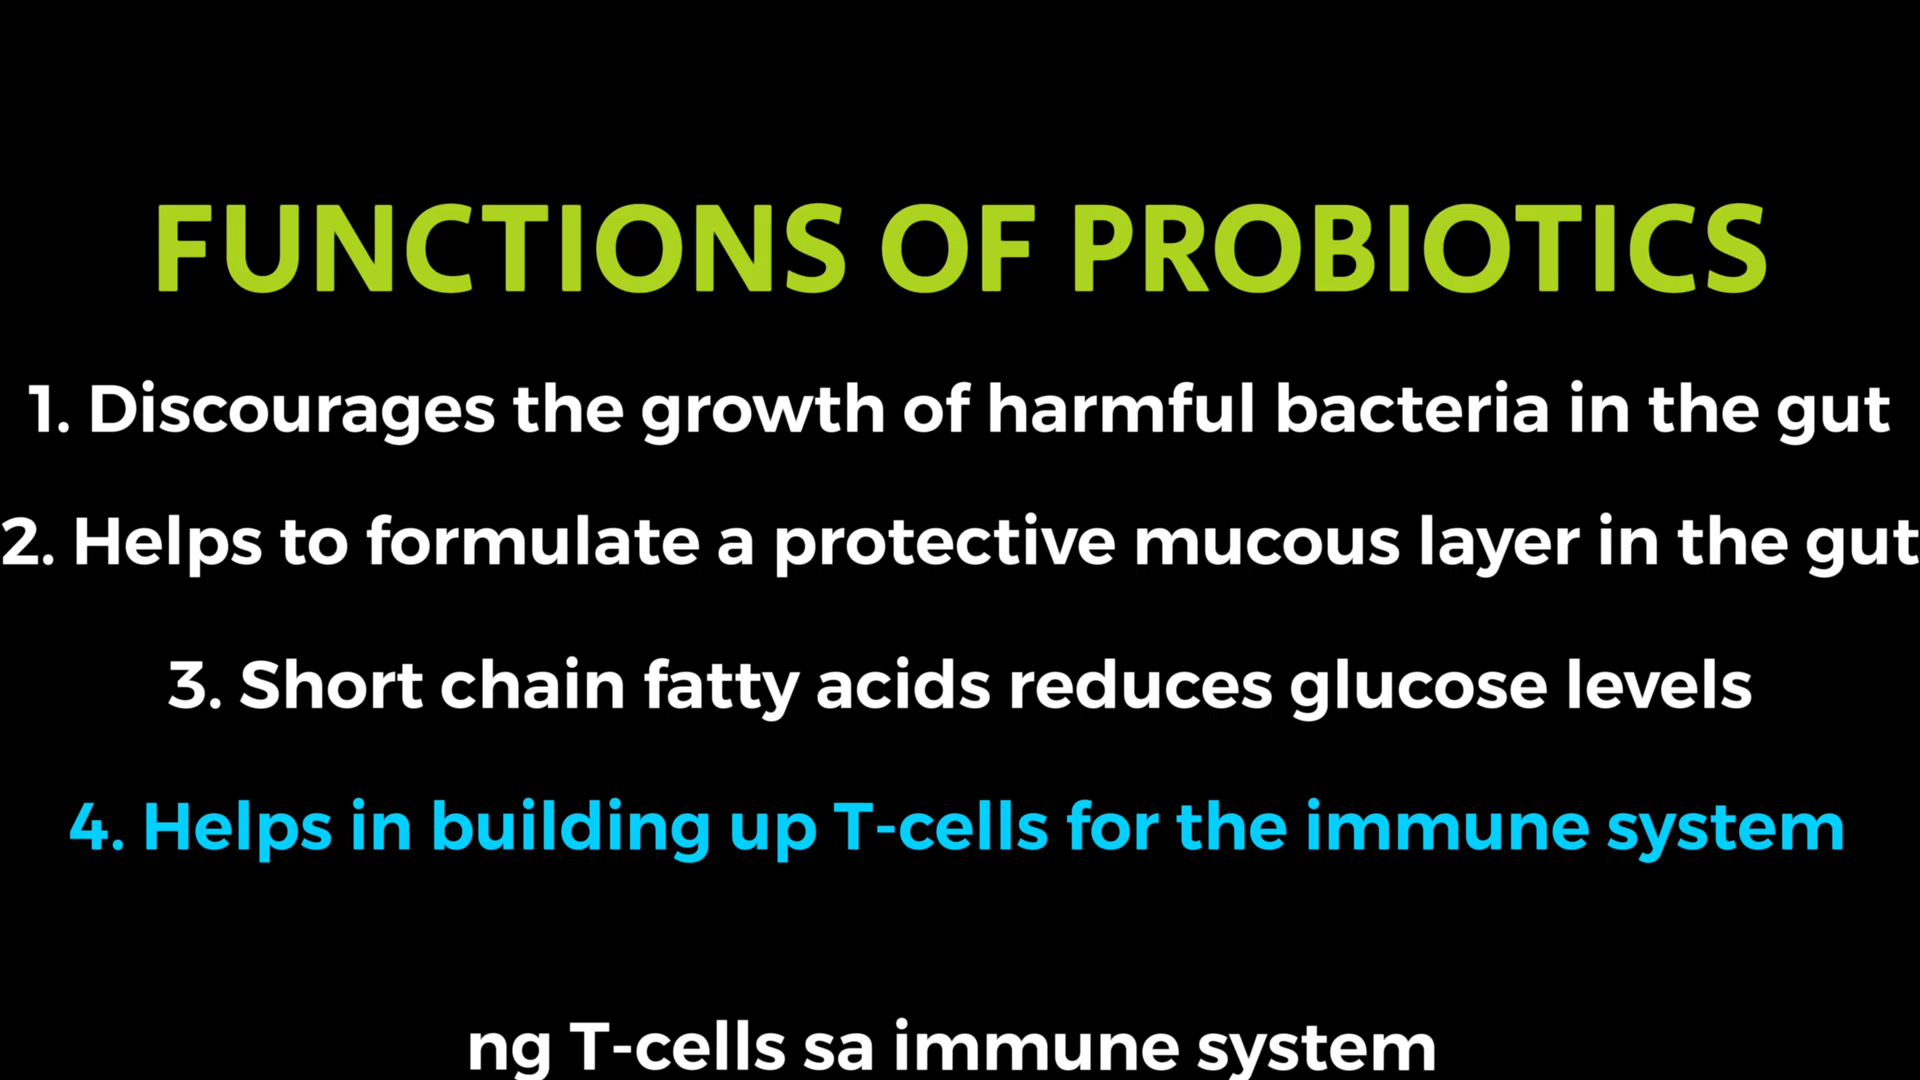 FUNCTIONS OF PROBIOTICS
1. Discourages the growth of harmful bacteria in the gut
2. Helps to formulate a protective mucous layer in the gut
3. Short chain fatty acids reduces glucose levels
4. Helps in building up T-cells for the immune system
ng T-cells sa immune system